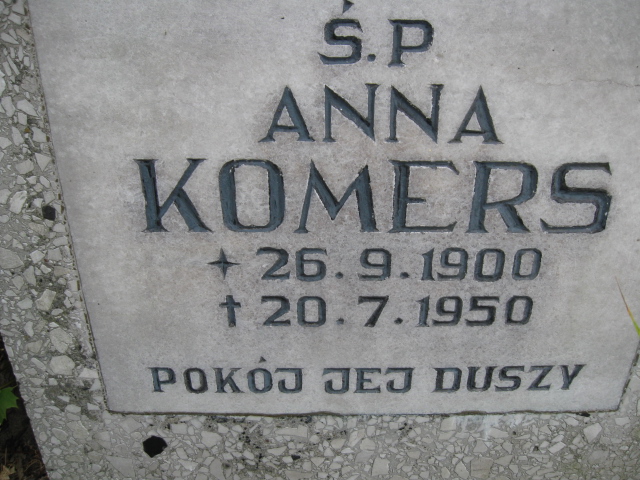 Ś.P
ANNA
KOMERS
✦ 26.9.1900
† 20.7.1950
POKÓJ JEJ DUSZY